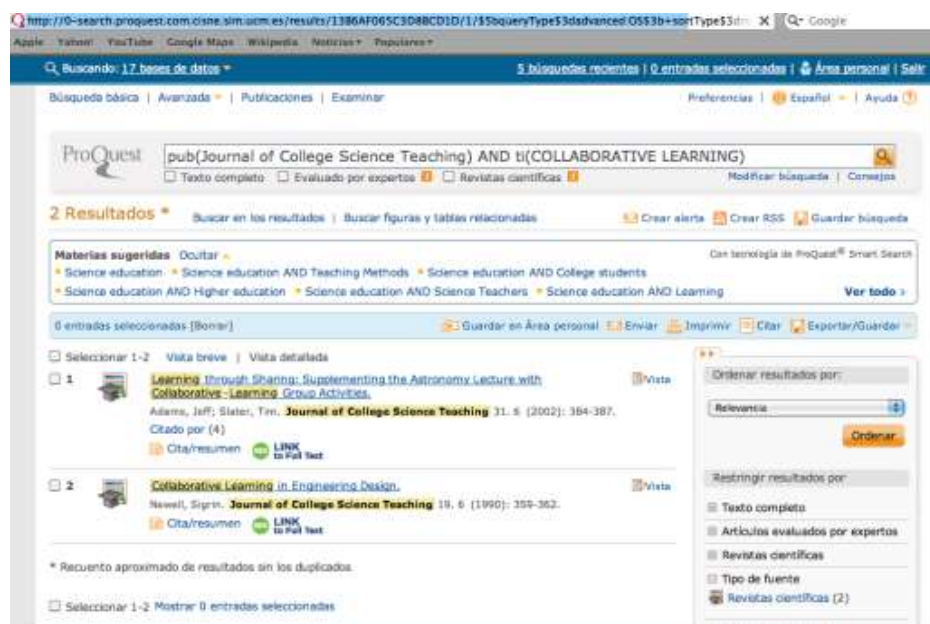 http://0-search.proquest.com.cisne.sim.ucm.es/results/1386AF065C3D88CD1D/1/$5bqueryType$3dadvanced:OS$3b+sortType$3d
Google
Apple Yahoo! YouTube Google Maps Wikipedia Noticias Populares
Buscando: 17 bases de datos
5 búsquedas recientes | 0 entradas seleccionadas | Área personal | Salir
Búsqueda básica | Avanzada | Publicaciones | Examinar
Preferencias | Español | Ayuda
ProQuest
pub(Journal of College Science Teaching) AND ti(COLLABORATIVE LEARNING)
Texto completo Evaluado por expertos Revistas científicas
Modificar búsqueda | Consejos
2 Resultados * Buscar en los resultados | Buscar figuras y tablas relacionadas
Crear alerta Crear RSS Guardar búsqueda
Materias sugeridas Ocultar
Con tecnología de ProQuest® Smart Search
Science education Science education AND Teaching Methods Science education AND College students
Science education AND Higher education Science education AND Science Teachers Science education AND Learning
Ver todo >
0 entradas seleccionadas [Borrar]
Guardar en Área personal Enviar Imprimir Citar Exportar/Guardar
Seleccionar 1-2 Vista breve | Vista detallada
1 Learning through Sharing: Supplementing the Astronomy Lecture with
Collaborative-Learning Group Activities.
Vista
Adams, Jeff; Slater, Tim. Journal of College Science Teaching 31. 6 (2002): 384-387.
Citado por (4)
Cita/resumen LINK to Full Text
2 Collaborative Learning in Engineering Design.
Vista
Newell, Sigrin. Journal of College Science Teaching 19. 6 (1990): 359-362.
Cita/resumen LINK to Full Text
* Recuento aproximado de resultados sin los duplicados.
Seleccionar 1-2 Mostrar 0 entradas seleccionadas
Ordenar resultados por:
Relevancia
Ordenar
Restringir resultados por
Texto completo
Artículos evaluados por expertos
Revistas científicas
Tipo de fuente
Revistas científicas (2)